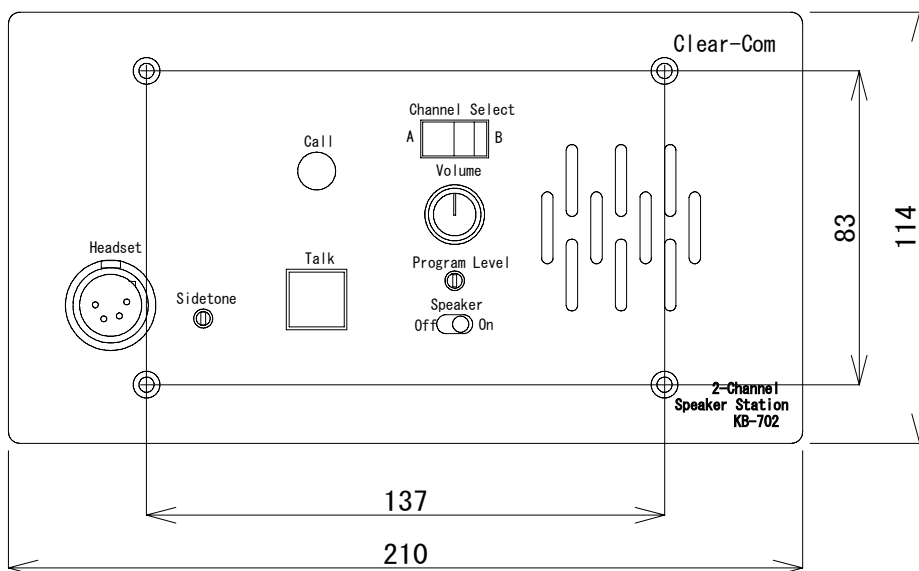 Clear-Com
Channel Select
A
B
Call
Volume
Headset
Talk
Program Level
Sidetone
Speaker
Off
On
2-Channel
Speaker Station
KB-702
83
114
137
210